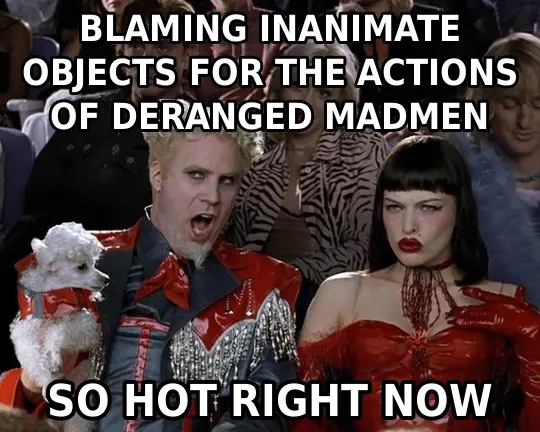 BLAMING INANIMATE
OBJECTS FOR THE ACTIONS
OF DERANGED MADMEN
SO HOT RIGHT NOW